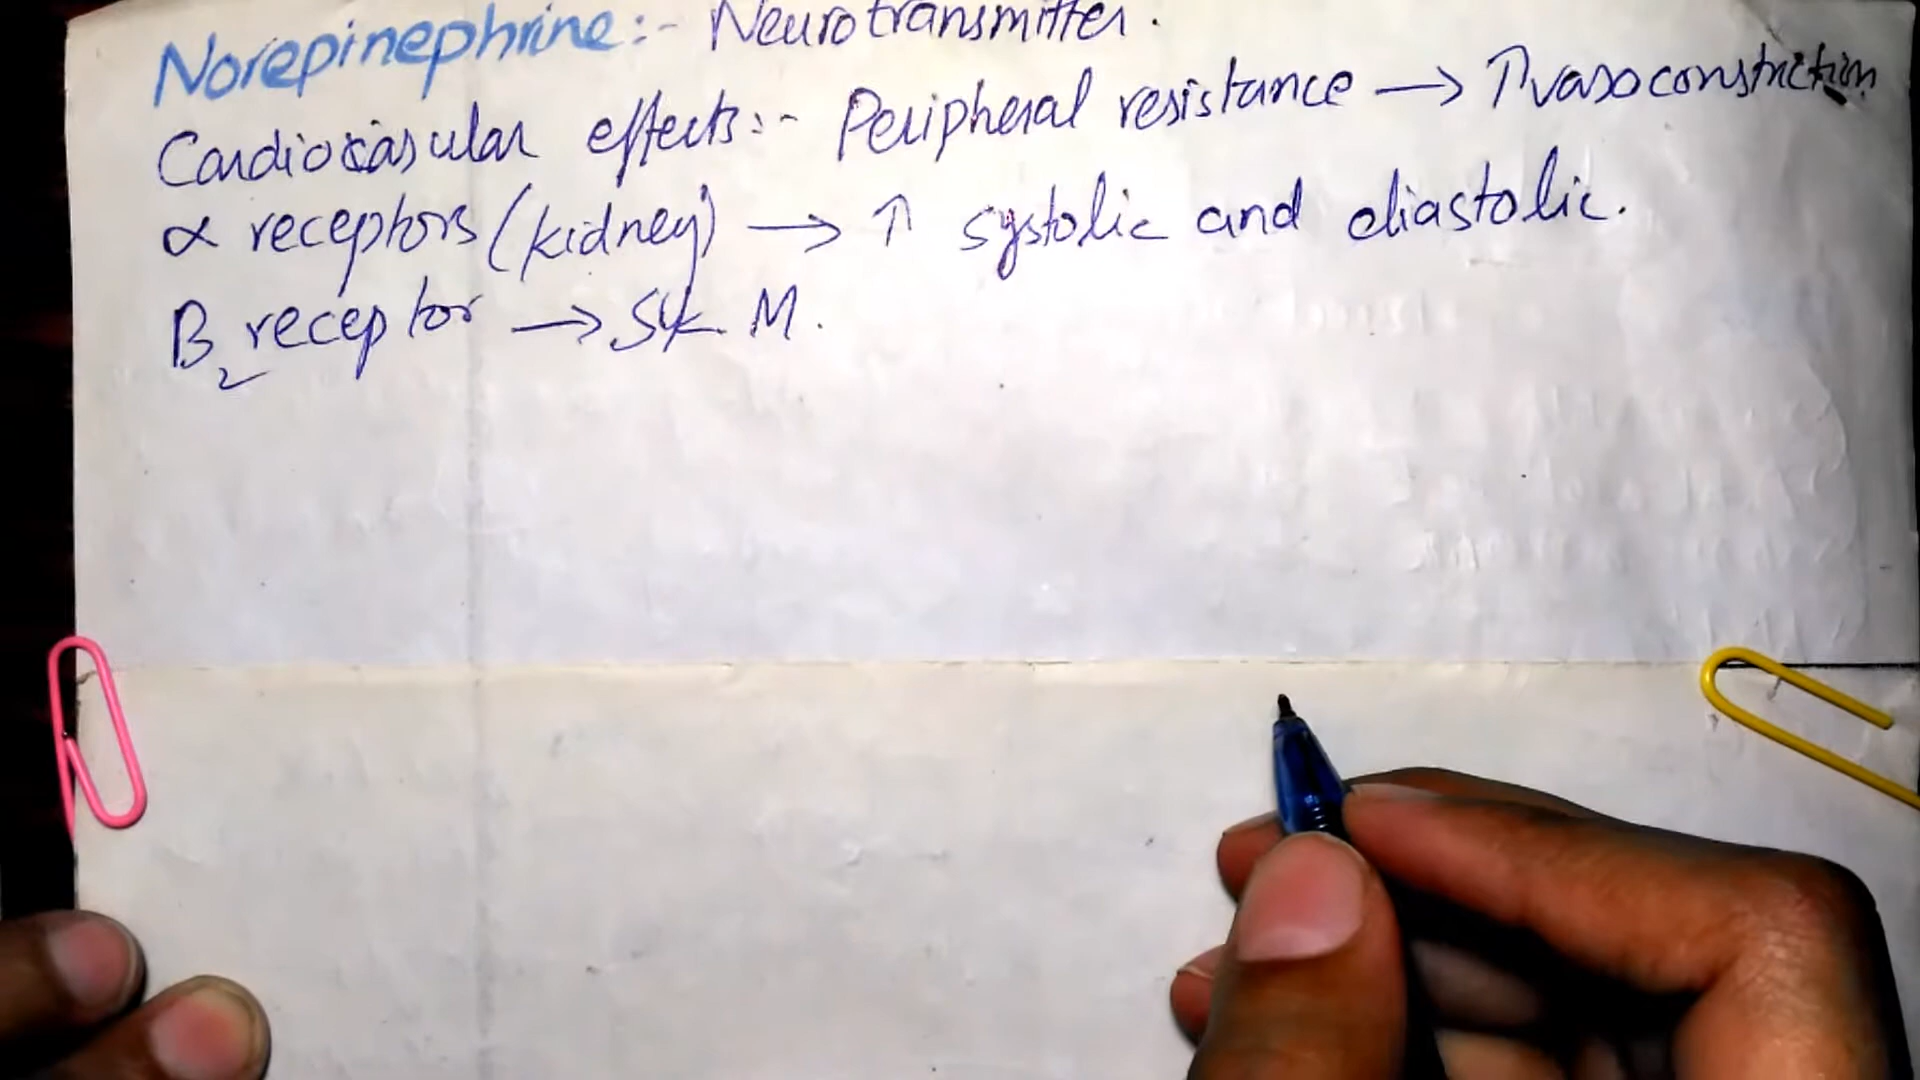 Norepinephrine:- Neurotransmitter.
Cardiovascular effects:- Peripheral resistance → ↑vasoconstriction
α receptors (kidney) → ↑ systolic and diastolic.
B₂ receptor → SK M.